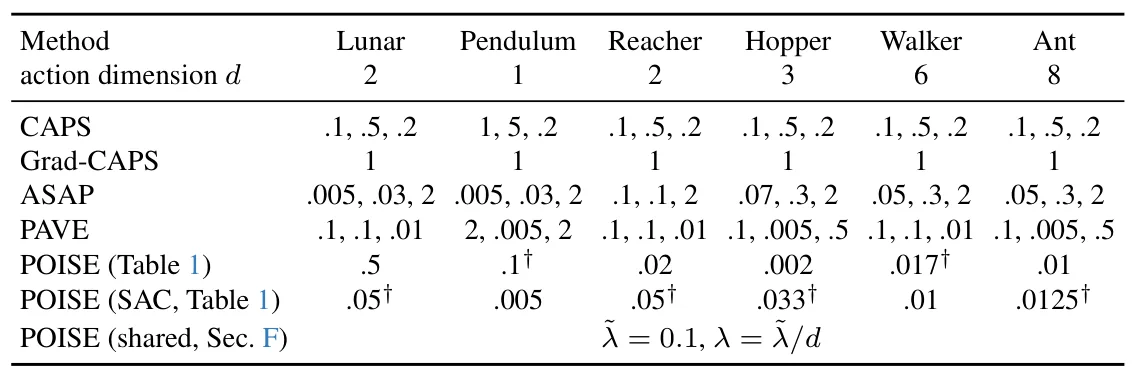 Method Lunar Pendulum Reacher Hopper Walker Ant
action dimension d 2 1 2 3 6 8
CAPS .1, .5, .2 1, 5, .2 .1, .5, .2 .1, .5, .2 .1, .5, .2 .1, .5, .2
Grad-CAPS 1 1 1 1 1 1
ASAP .005, .03, 2 .005, .03, 2 .1, .1, 2 .07, .3, 2 .05, .3, 2 .05, .3, 2
PAVE .1, .1, .01 2, .005, 2 .1, .1, .01 .1, .005, .5 .1, .1, .01 .1, .005, .5
POISE (Table 1) .5 .1† .02 .002 .017† .01
POISE (SAC, Table 1) .05† .005 .05† .033† .01 .0125†
POISE (shared, Sec. F) λ̃ = 0.1, λ = λ̃/d